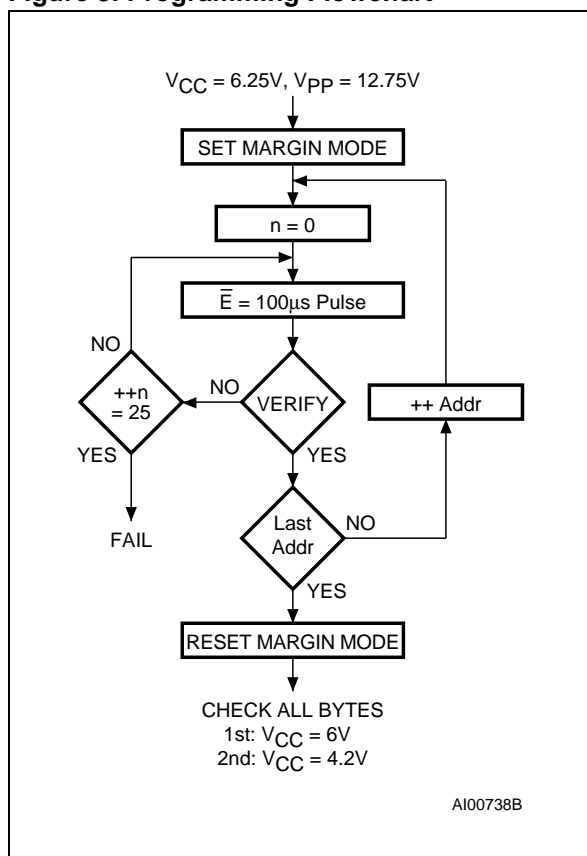 Figure Programming Flowchart
VCC = 6.25V, VPP = 12.75V
SET MARGIN MODE
n = 0
E̅ = 100µs Pulse
NO
++n
= 25
NO
VERIFY
++ Addr
YES
YES
FAIL
Last
Addr
NO
YES
RESET MARGIN MODE
CHECK ALL BYTES
1st: VCC = 6V
2nd: VCC = 4.2V
AI00738B